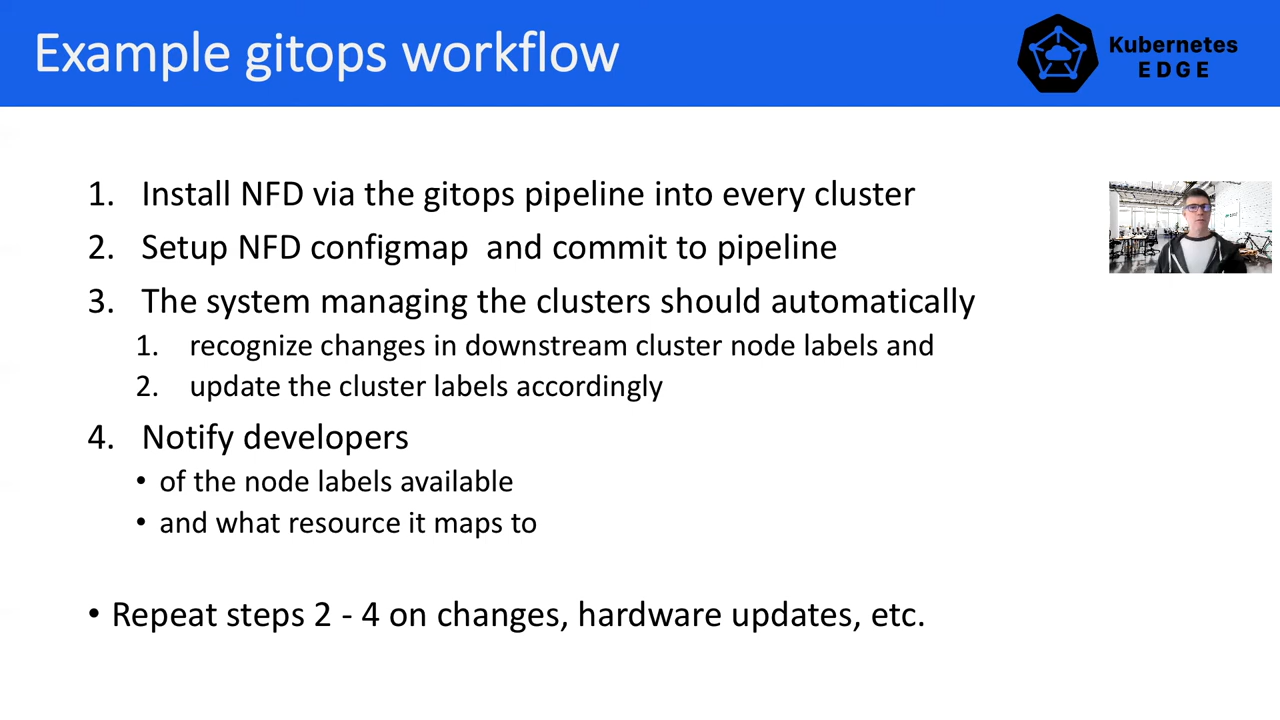 Example gitops workflow
Kubernetes
EDGE
1. Install NFD via the gitops pipeline into every cluster
2. Setup NFD configmap  and commit to pipeline
3. The system managing the clusters should automatically
1. recognize changes in downstream cluster node labels and
2. update the cluster labels accordingly
4. Notify developers
• of the node labels available
• and what resource it maps to
• Repeat steps 2 - 4 on changes, hardware updates, etc.